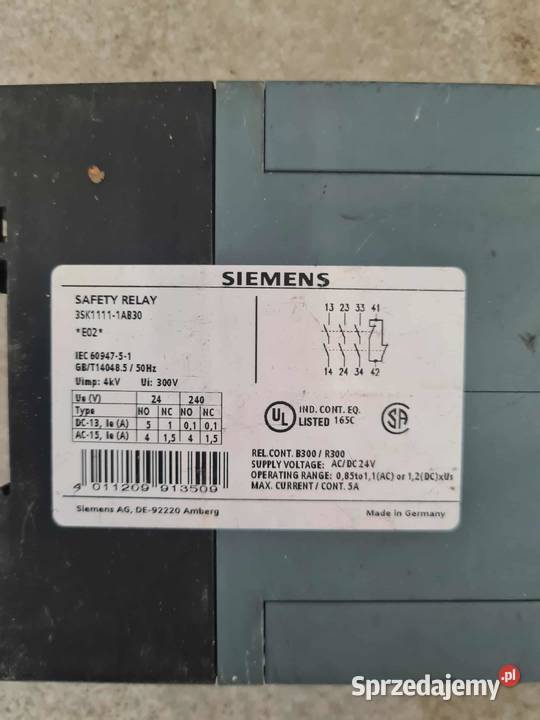 SIEMENS
SAFETY RELAY
3SK1111-1AB30
*E02*
IEC 60947-5-1
GB/T14048.5 / 50Hz
Uimp: 4kV Ui: 300V
Ue (V) 24 240
Type NO NC NO NC
DC-13, Ie (A) 5 1 0,1 0,1
AC-15, Ie (A) 4 1,5 4 1,5
4 011209 913509
Siemens AG, DE-92220 Amberg
13 23 33 41
14 24 34 42
UL IND. CONT. EQ.
LISTED 165C
SA
REL.CONT. B300 / R300
SUPPLY VOLTAGE: AC/DC 24V
OPERATING RANGE: 0,85to1,1(AC) or 1,2(DC)xUs
MAX. CURRENT / CONT. 5A
Made in Germany
Sprzedajemy.pl